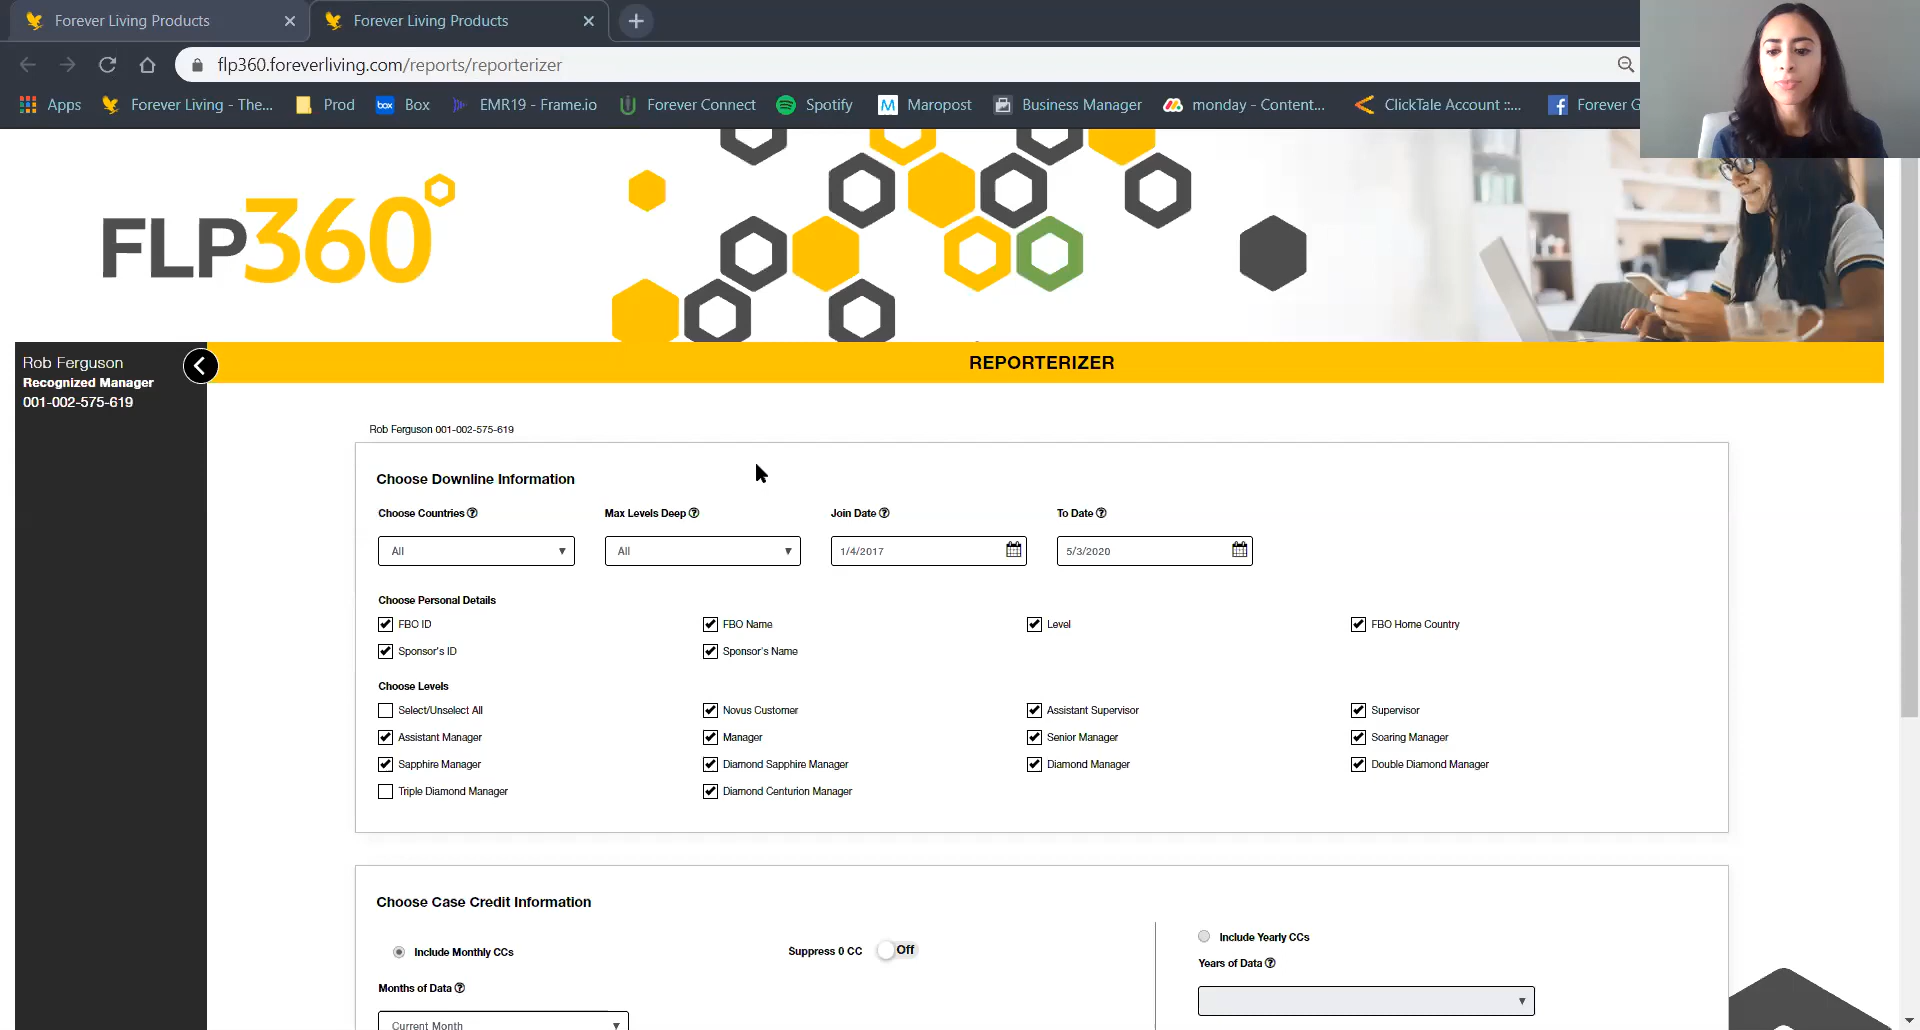 Forever Living Products
Forever Living Products
flp360.foreverliving.com/reports/reporterizer
Apps
Forever Living - The...
Prod
box
Box
EMR19 - Frame.io
Forever Connect
Spotify
M
Maropost
Business Manager
monday - Content...
ClickTale Account ::...
Forever G
FLP360
Rob Ferguson
Recognized Manager
001-002-575-619
REPORTERIZER
Rob Ferguson 001-002-575-619
Choose Downline Information
Choose Countries ?
Max Levels Deep ?
Join Date ?
To Date ?
All
All
1/4/2017
5/3/2020
Choose Personal Details
FBO ID
FBO Name
Level
FBO Home Country
Sponsor's ID
Sponsor's Name
Choose Levels
Select/Unselect All
Novus Customer
Assistant Supervisor
Supervisor
Assistant Manager
Manager
Senior Manager
Soaring Manager
Sapphire Manager
Diamond Sapphire Manager
Diamond Manager
Double Diamond Manager
Triple Diamond Manager
Diamond Centurion Manager
Choose Case Credit Information
Include Monthly CCs
Suppress 0 CC
Off
Include Yearly CCs
Years of Data ?
Months of Data ?
Current Month